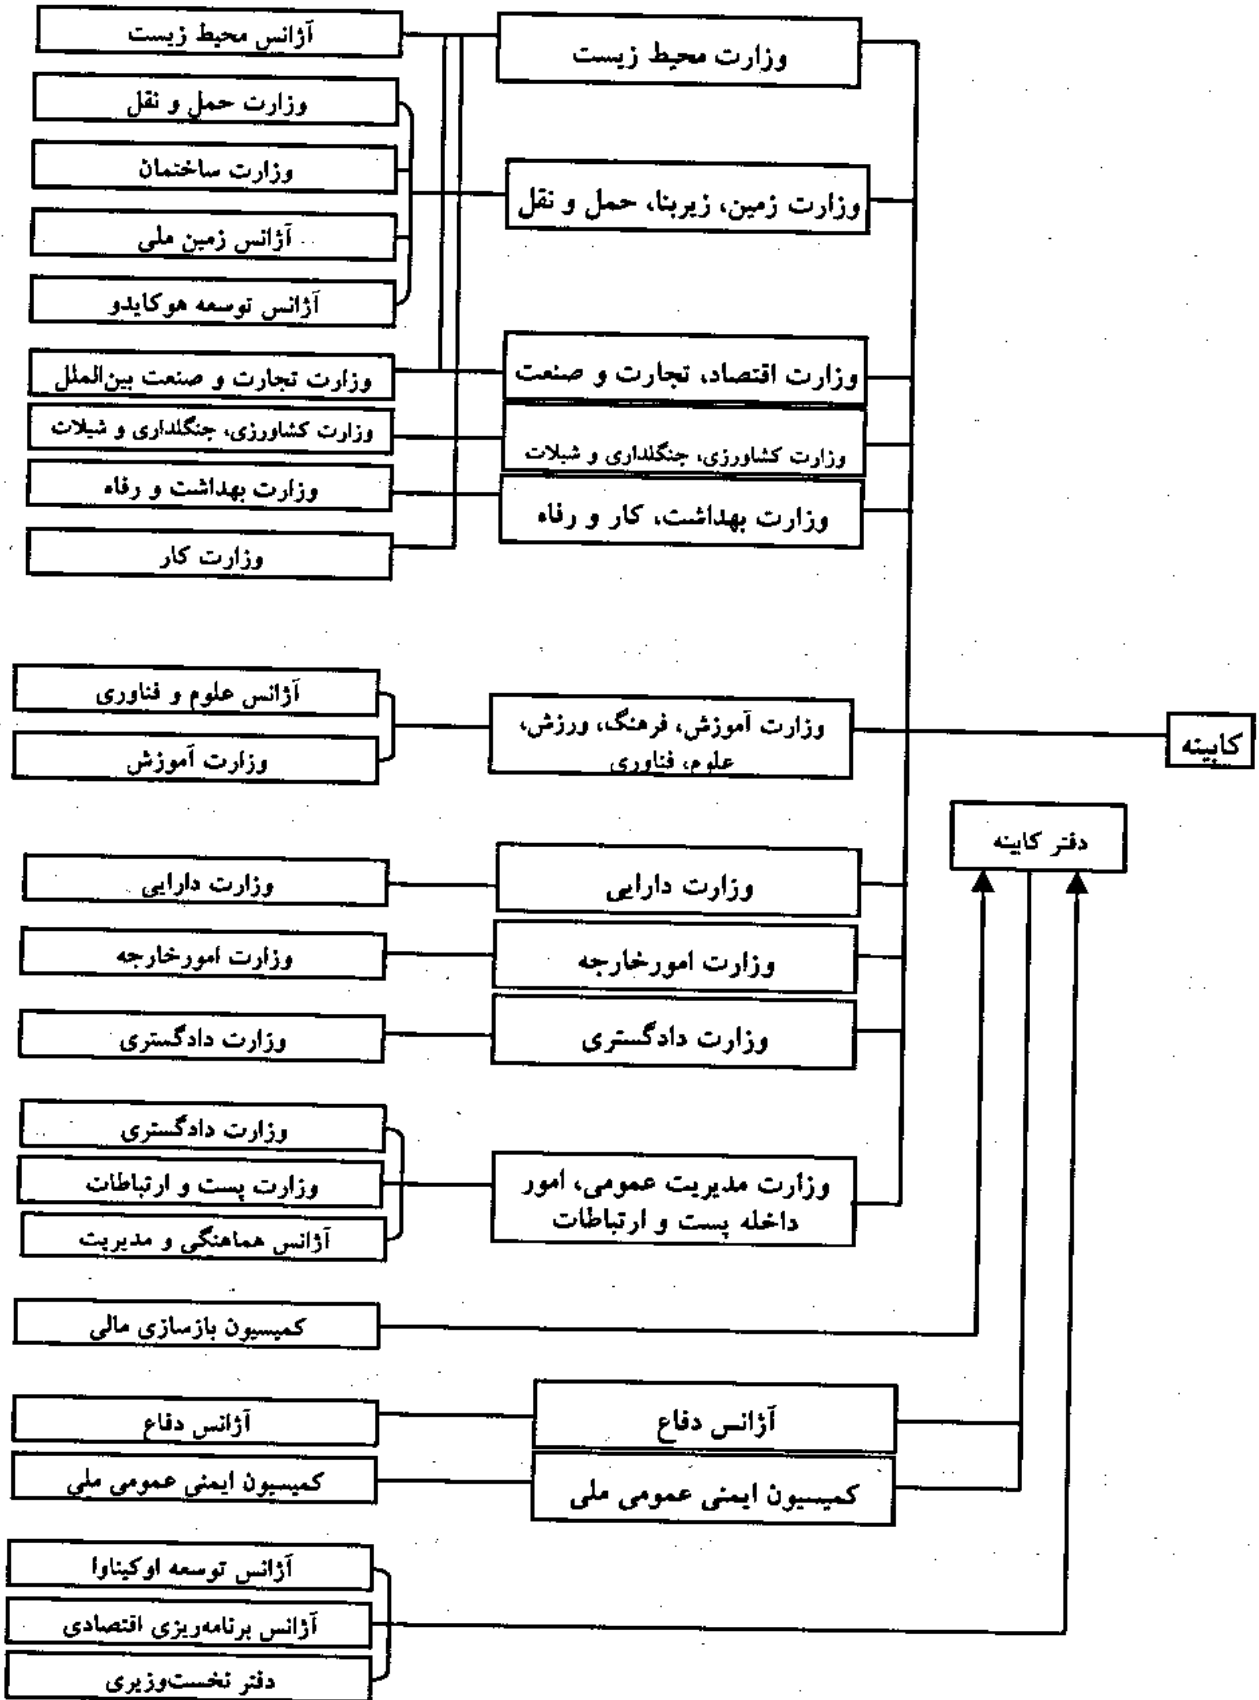 وزارت محیط زیست
آژانس محیط زیست
وزارت زمین، زیربنا، حمل و نقل
وزارت حمل و نقل
وزارت ساختمان
آژانس زمین ملی
آژانس توسعه هوکایدو
وزارت اقتصاد، تجارت و صنعت
وزارت تجارت و صنعت بین‌الملل
وزارت کشاورزی، جنگلداری و شیلات
وزارت کشاورزی، جنگلداری و شیلات
وزارت بهداشت، کار و رفاه
وزارت بهداشت و رفاه
وزارت کار
کابینه
وزارت آموزش، فرهنگ، ورزش،
علوم، فناوری
آژانس علوم و فناوری
وزارت آموزش
دفتر کابینه
وزارت دارایی
وزارت دارایی
وزارت امورخارجه
وزارت امورخارجه
وزارت دادگستری
وزارت دادگستری
وزارت مدیریت عمومی، امور
داخله پست و ارتباطات
وزارت دادگستری
وزارت پست و ارتباطات
آژانس هماهنگی و مدیریت
کمیسیون بازسازی مالی
آژانس دفاع
آژانس دفاع
کمیسیون ایمنی عمومی ملی
کمیسیون ایمنی عمومی ملی
آژانس توسعه اوکیناوا
آژانس برنامه‌ریزی اقتصادی
دفتر نخست‌وزیری